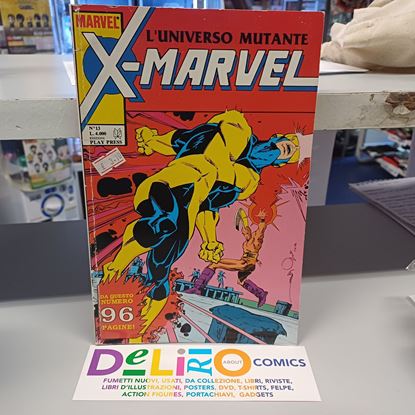 MARVEL
L'UNIVERSO MUTANTE
X-MARVEL
N°13
L. 4.000
EDIZIONI
PLAY PRESS
DA QUESTO
NUMERO
96
PAGINE!
DeLiRiO ABOUT COMICS
FUMETTI NUOVI, USATI, DA COLLEZIONE, LIBRI, RIVISTE,
LIBRI D'ILLUSTRAZIONI, POSTERS, DVD, T-SHIRTS, FELPE,
ACTION FIGURES, PORTACHIAVI, GADGETS